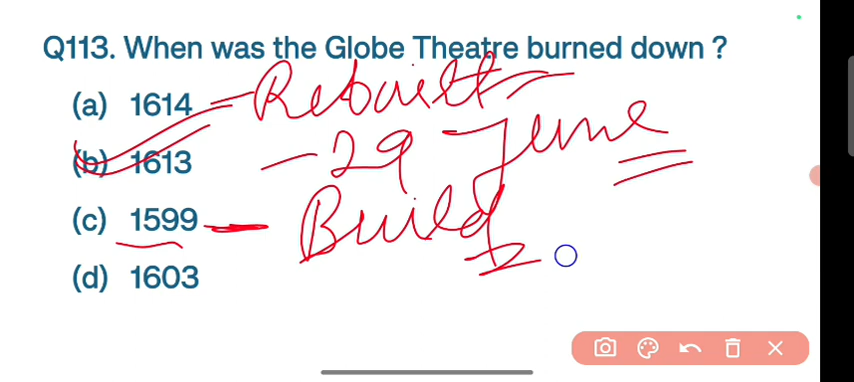 Q113. When was the Globe Theatre burned down ?
(a) 1614 - Rebuilt
(b) 1613 - 29 June
(c) 1599 - Build
(d) 1603